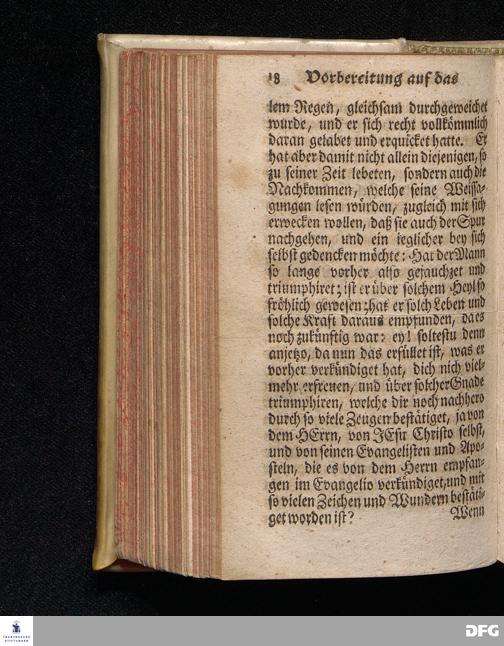 18 Vorbereitung auf das
lem Regen, gleichsam durchgeweichet
wurde, und er sich recht vollkömmlich
daran gelabet und erquicket hatte. Er
hat aber damit nicht allein diejenigen, so
zu seiner Zeit lebeten, sondern auch die
Nachkommen, welche seine Weissa-
gungen lesen würden, zugleich mit sich
erwecken wollen, daß sie auch der Spur
nachgehen, und ein ieglicher bey sich
selbst gedencken möchte: Hat der Mann
so lange vorher also gejauchzet und
triumphiret; ist er über solchem Heyl so
fröhlich gewesen; hat er solch Leben und
solche Kraft daraus empfunden, da es
noch zukünftig war: ey! soltestu denn
anjetzo, da nun das erfüllet ist, was er
vorher verkündiget hat, dich nich viel-
mehr erfreuen, und über solcher Gnade
triumphiren, welche dir noch nachhero
durch so viele Zeugen bestätiget, ja von
dem HErrn, von JEsu Christo selbst,
und von seinen Evangelisten und Apo-
steln, die es von dem Herrn empfan-
gen im Evangelio verkündiget, und mit
so vielen Zeichen und Wundern bestäti-
get worden ist?
Wenn
FRANCKESCHE
STIFTUNGEN
DFG